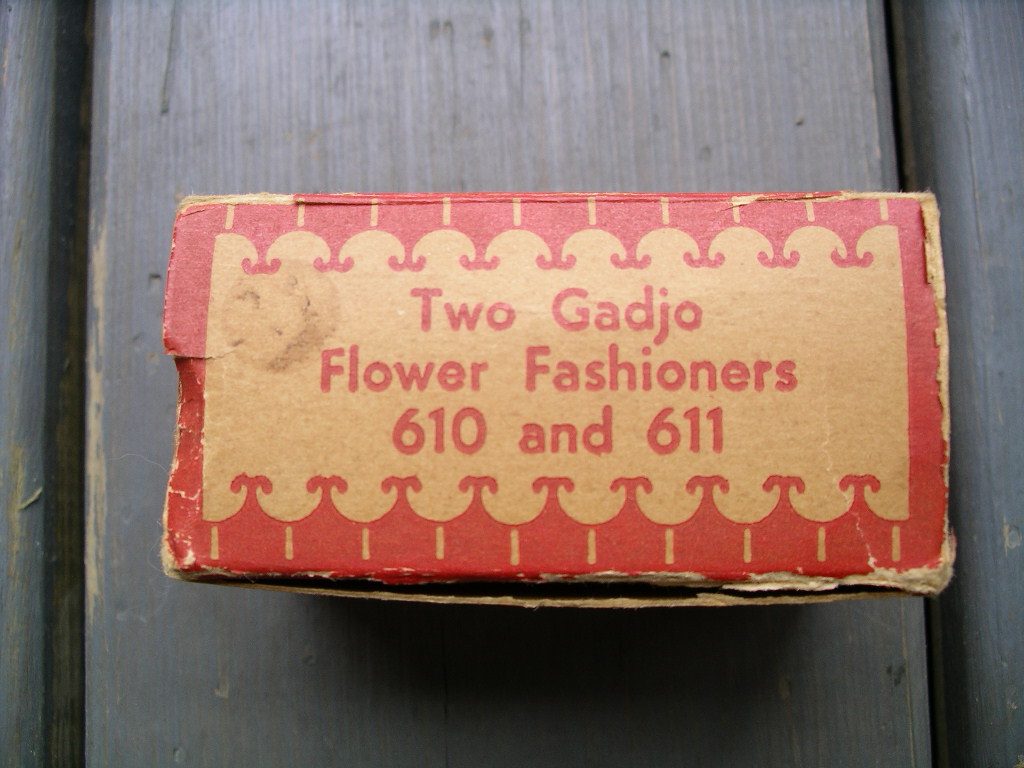 Two Gadjo
Flower Fashioners
610 and 611